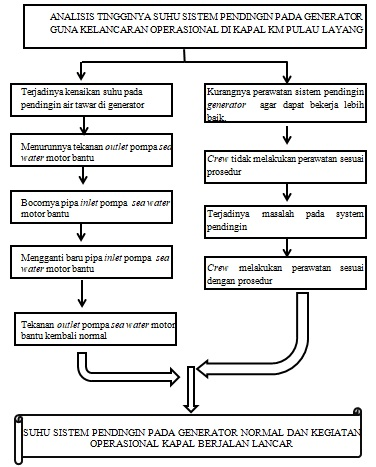 ANALISIS TINGGINYA SUHU SISTEM PENDINGIN PADA GENERATOR
GUNA KELANCARAN OPERASIONAL DI KAPAL KM PULAU LAYANG
Terjadinya kenaikan suhu pada
pendingin air tawar di generator
Menurunnya tekanan outlet pompa sea
water motor bantu
Bocornya pipa inlet pompa sea water
motor bantu
Mengganti baru pipa inlet pompa sea
water motor bantu
Tekanan outlet pompa sea water motor
bantu kembali normal
Kurangnya perawatan sistem pendingin
generator agar dapat bekerja lebih
baik.
Crew tidak melakukan perawatan sesuai
prosedur
Terjadinya masalah pada system
pendingin
Crew melakukan perawatan sesuai
dengan prosedur
SUHU SISTEM PENDINGIN PADA GENERATOR NORMAL DAN KEGIATAN
OPERASIONAL KAPAL BERJALAN LANCAR